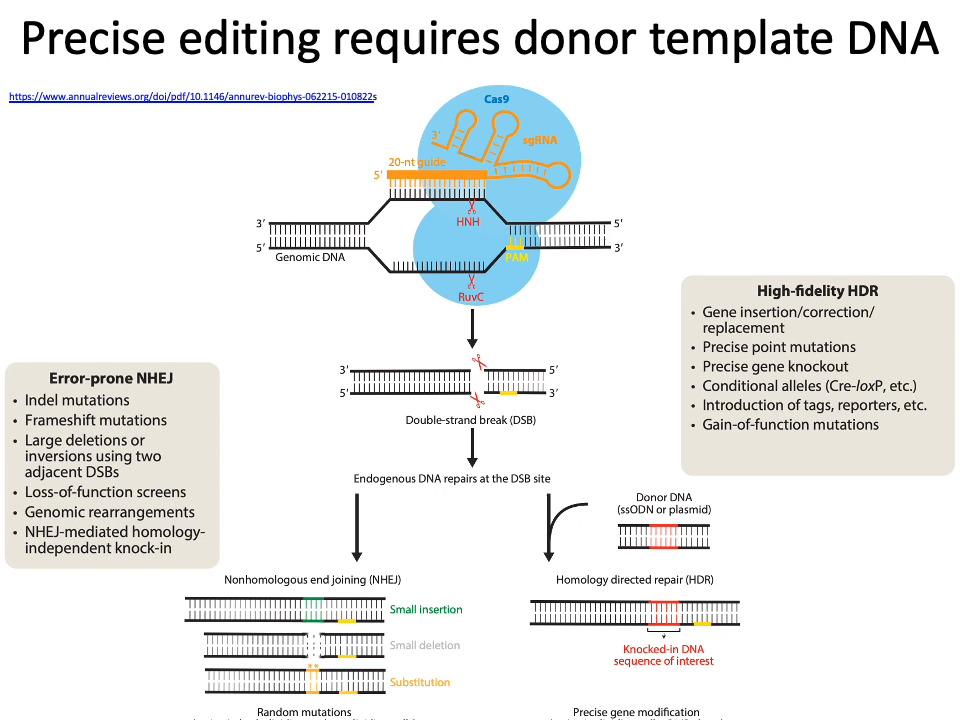 Precise editing requires donor template DNA
https://www.annualreviews.org/doi/pdf/10.1146/annurev-biophys-062215-010822s
Cas9
3′
sgRNA
20-nt guide
5′
HNH
3′
5′
5′
3′
Genomic DNA
PAM
RuvC
High-fidelity HDR
• Gene insertion/correction/
replacement
• Precise point mutations
• Precise gene knockout
• Conditional alleles (Cre-loxP, etc.)
• Introduction of tags, reporters, etc.
• Gain-of-function mutations
3′
5′
5′
3′
Double-strand break (DSB)
Error-prone NHEJ
• Indel mutations
• Frameshift mutations
• Large deletions or
inversions using two
adjacent DSBs
• Loss-of-function screens
• Genomic rearrangements
• NHEJ-mediated homology-
independent knock-in
Endogenous DNA repairs at the DSB site
Donor DNA
(ssODN or plasmid)
Nonhomologous end joining (NHEJ)
Small insertion
Small deletion
**
Substitution
Random mutations
Homology directed repair (HDR)
Knocked-in DNA
sequence of interest
Precise gene modification